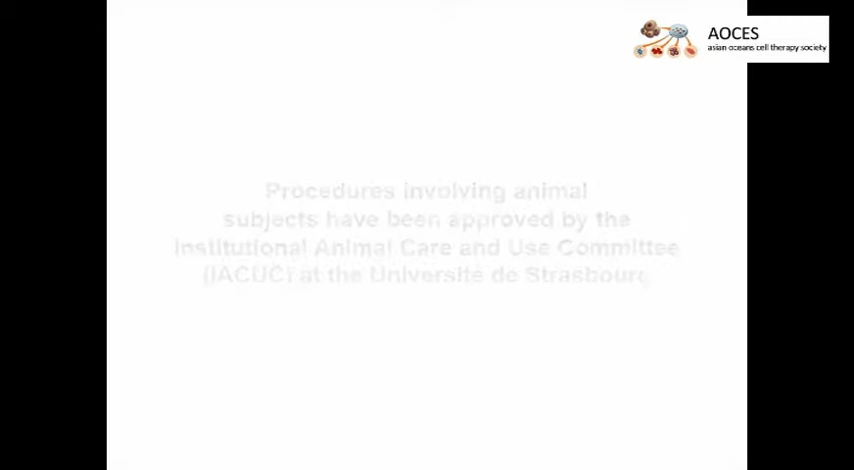 AOCES
asian oceans cell therapy society
Procedures involving animal
subjects have been approved by the
Institutional Animal Care and Use Committee
(IACUC) at the Université de Strasbourg